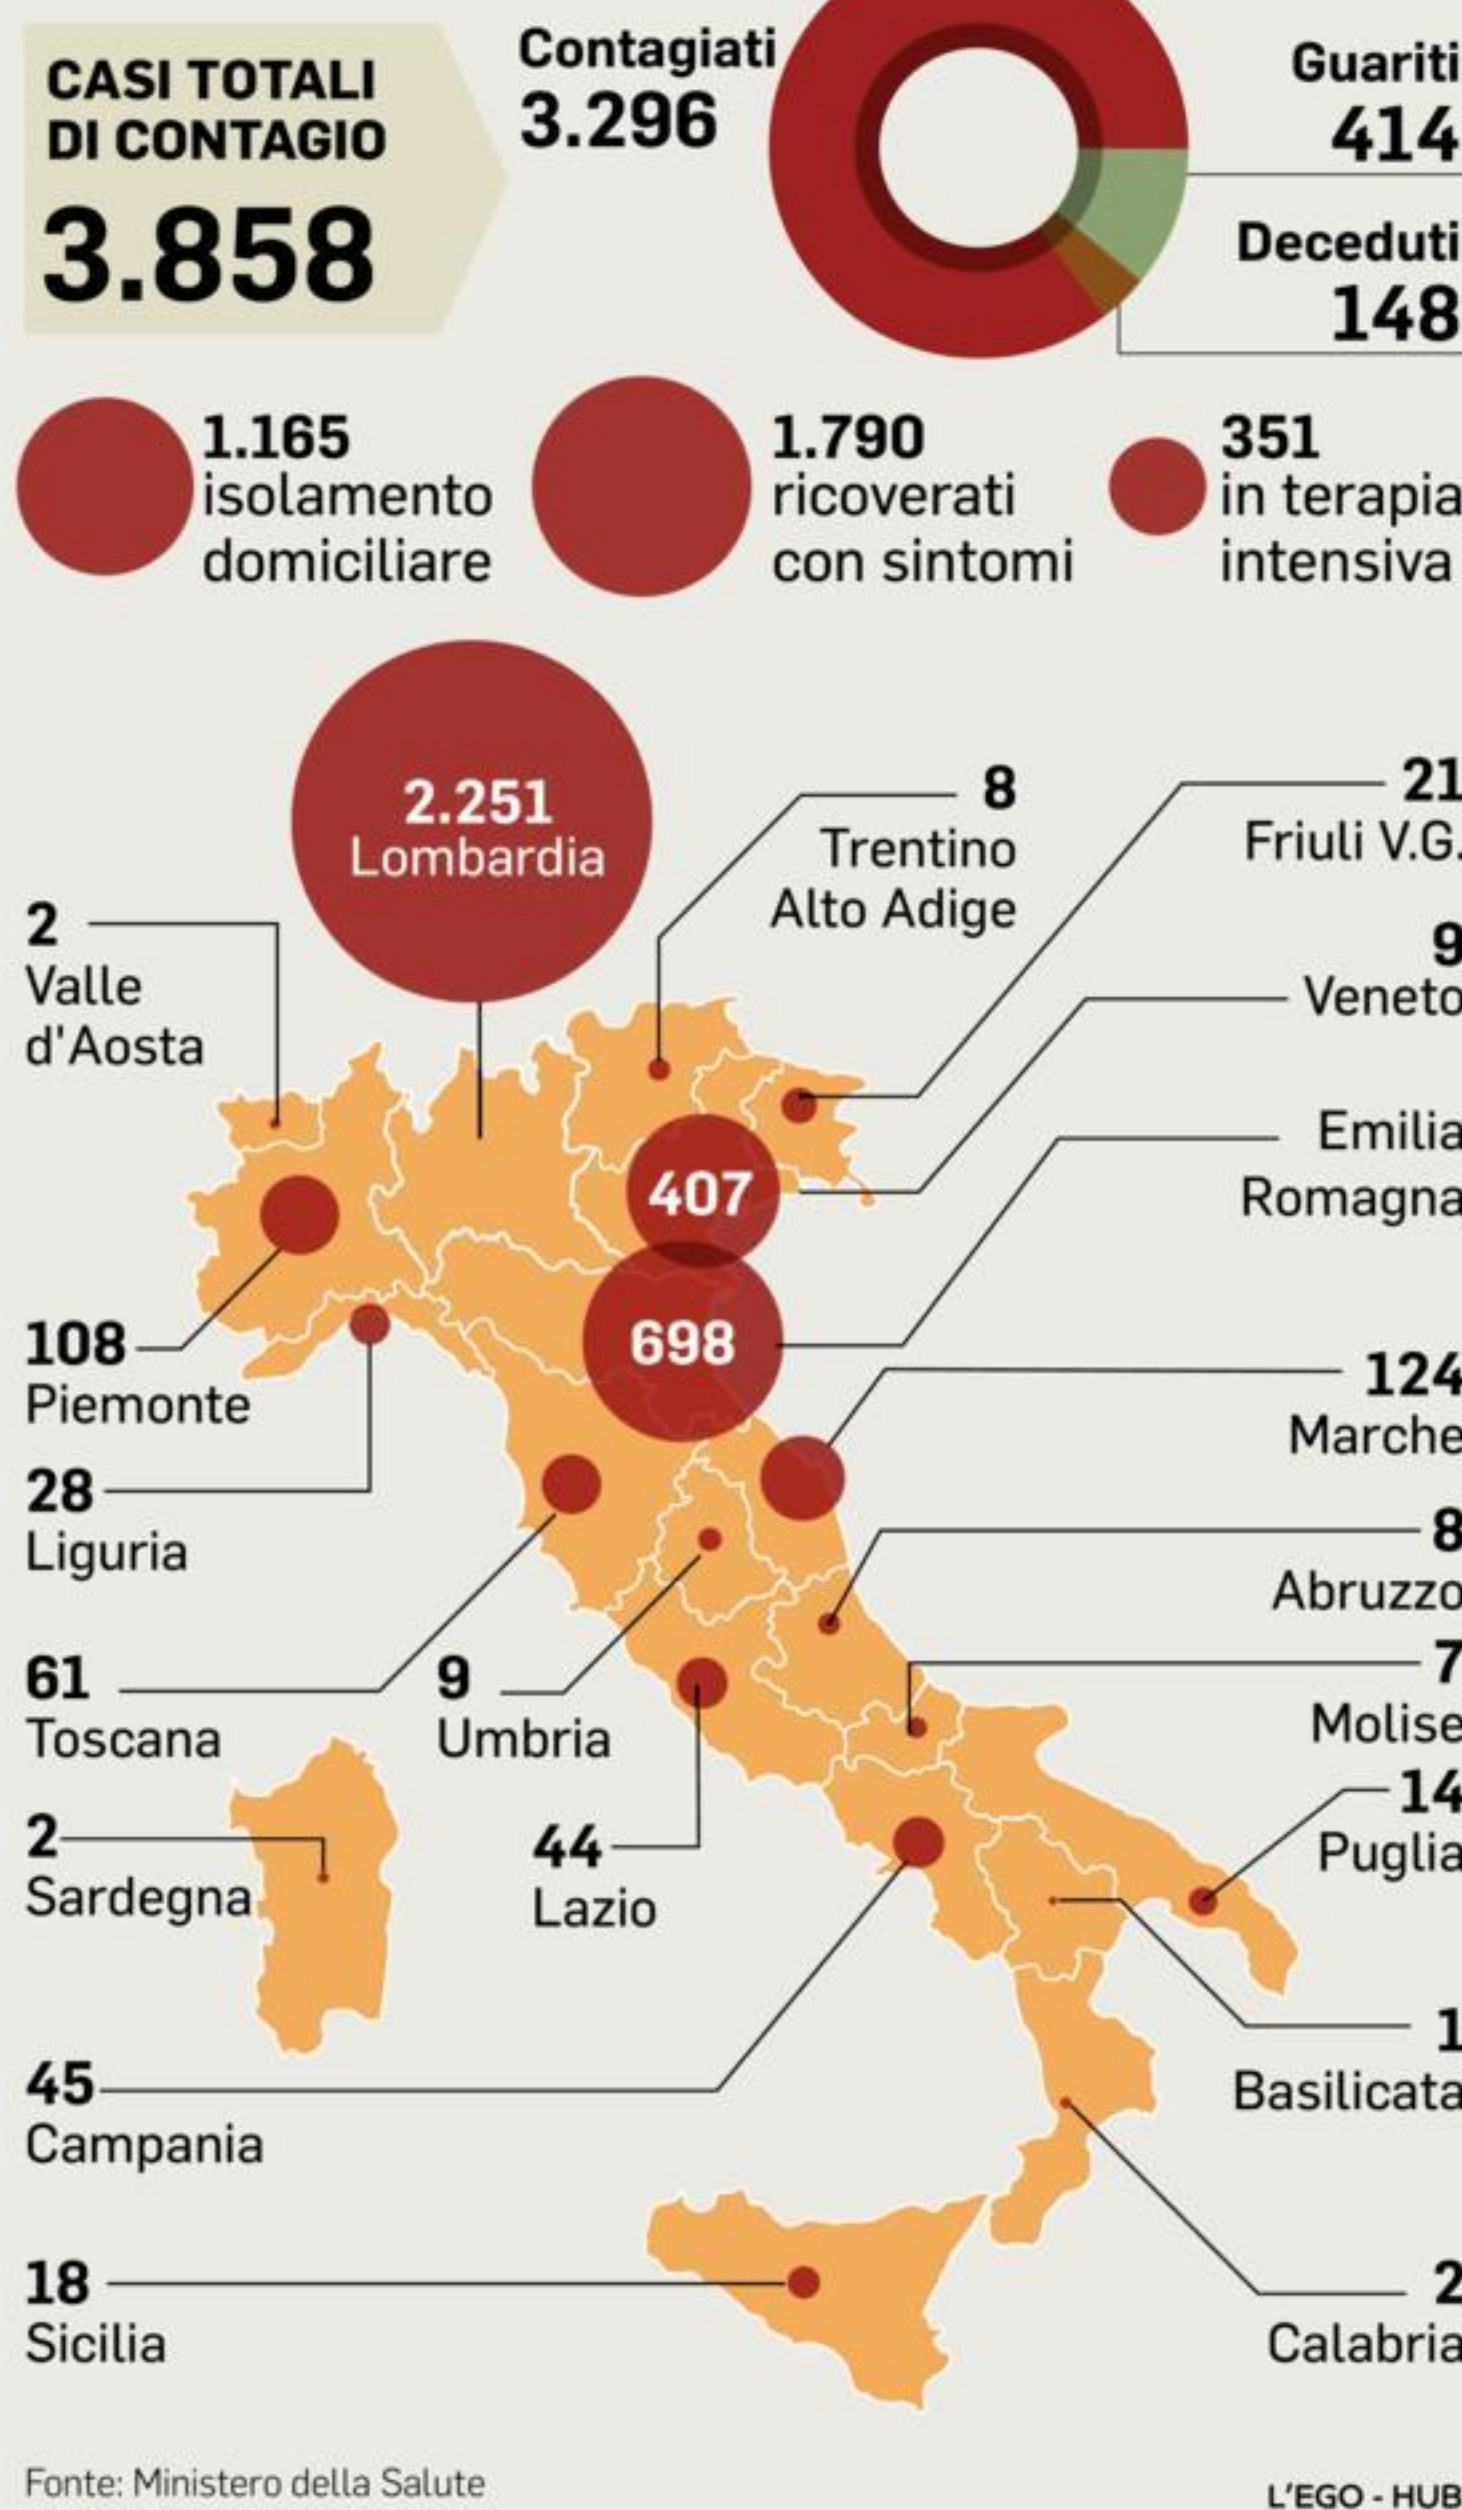 CASI TOTALI
DI CONTAGIO
3.858
Contagiati
3.296
Guariti
414
Deceduti
148
1.165
isolamento
domiciliare
1.790
ricoverati
con sintomi
351
in terapia
intensiva
2.251
Lombardia
8
Trentino
Alto Adige
21
Friuli V.G.
2
Valle
d'Aosta
9
Veneto
407
Emilia
Romagna
698
108
Piemonte
124
Marche
28
Liguria
8
Abruzzo
61
Toscana
9
Umbria
7
Molise
2
Sardegna
44
Lazio
14
Puglia
1
Basilicata
45
Campania
18
Sicilia
2
Calabria
Fonte: Ministero della Salute
L'EGO - HUB